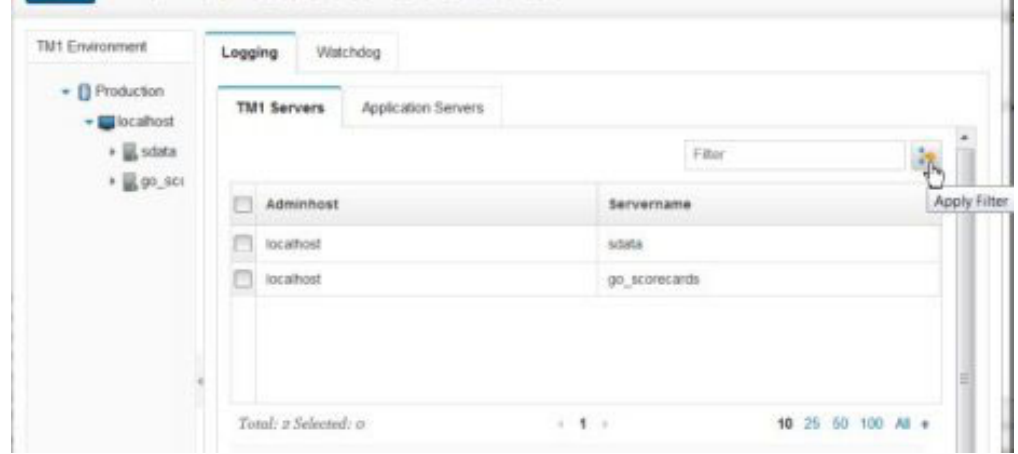 TM1 Environment
Logging Watchdog
Production
localhost
sdata
go_sco
TM1 Servers Application Servers
Filter
Apply Filter
Adminhost Servername
localhost sdata
localhost go_scorecards
Total: 2 Selected: 0 1 10 25 50 100 All